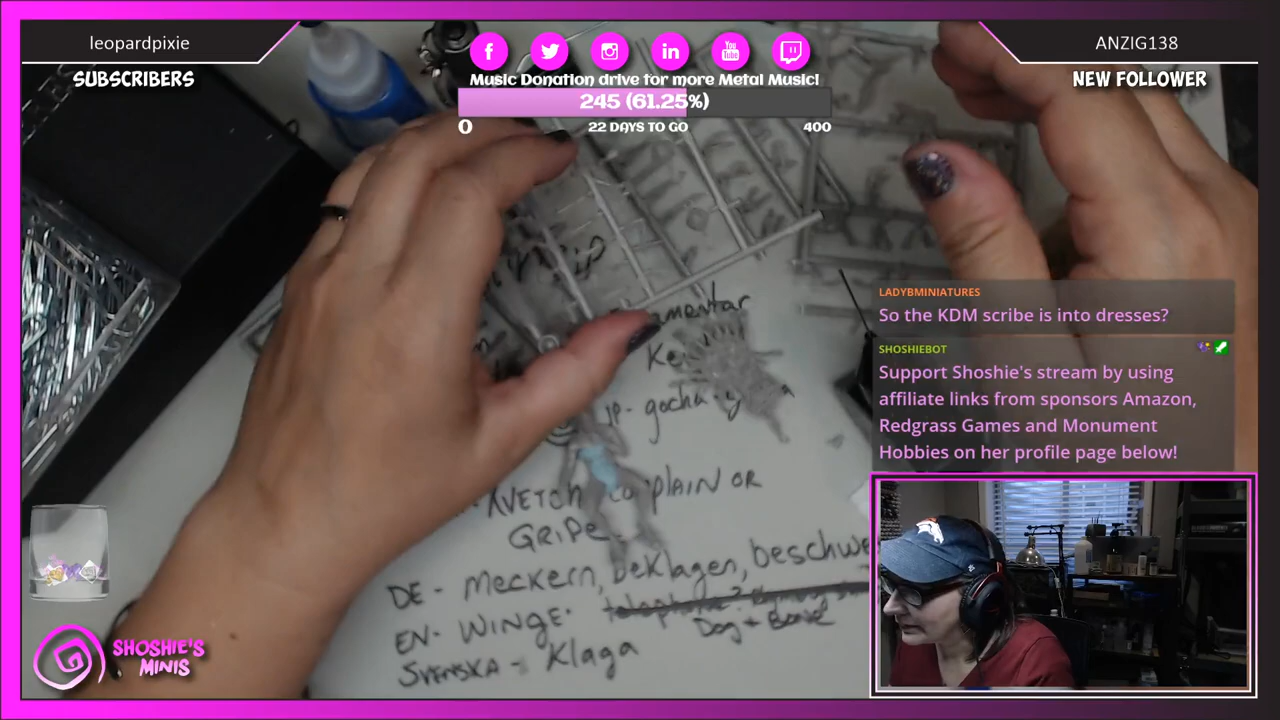 leopardpixie
SUBSCRIBERS
ANZIG138
NEW FOLLOWER
Music Donation drive for more Metal Music!
245 (61.25%)
0
22 DAYS TO GO
400
LADYBMINIATURES
So the KDM scribe is into dresses?
SHOSHIEBOT
Support Shoshie's stream by using
affiliate links from sponsors Amazon,
Redgrass Games and Monument
Hobbies on her profile page below!
KVETCH COMPLAIN OR
GRIPE
DE - meckern, beklagen, beschwe
EN - WINGE
Dog + Bone
SVENSKA - Klaga
SHOSHIE'S
MINIS